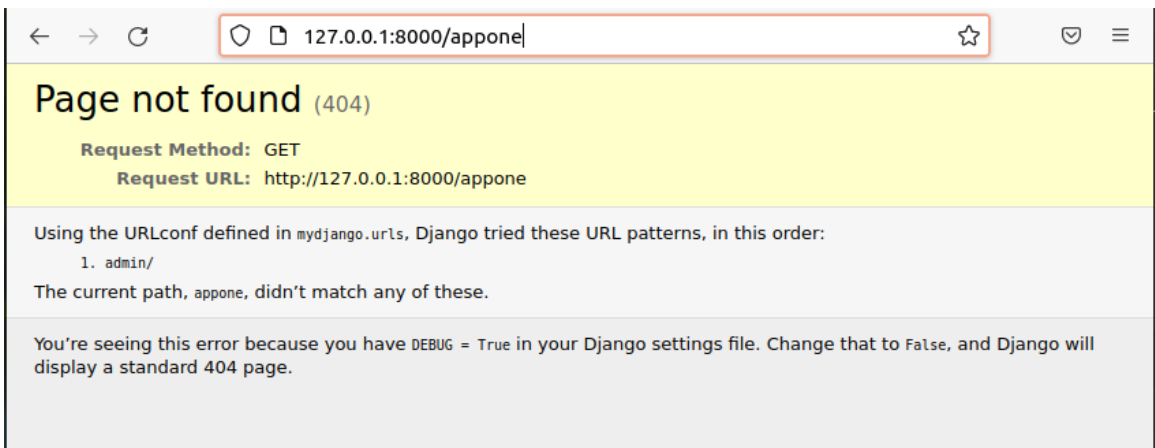 127.0.0.1:8000/appone
Page not found (404)
Request Method: GET
Request URL: http://127.0.0.1:8000/appone
Using the URLconf defined in mydjango.urls, Django tried these URL patterns, in this order:
1. admin/
The current path, appone, didn’t match any of these.
You’re seeing this error because you have DEBUG = True in your Django settings file. Change that to False, and Django will
display a standard 404 page.